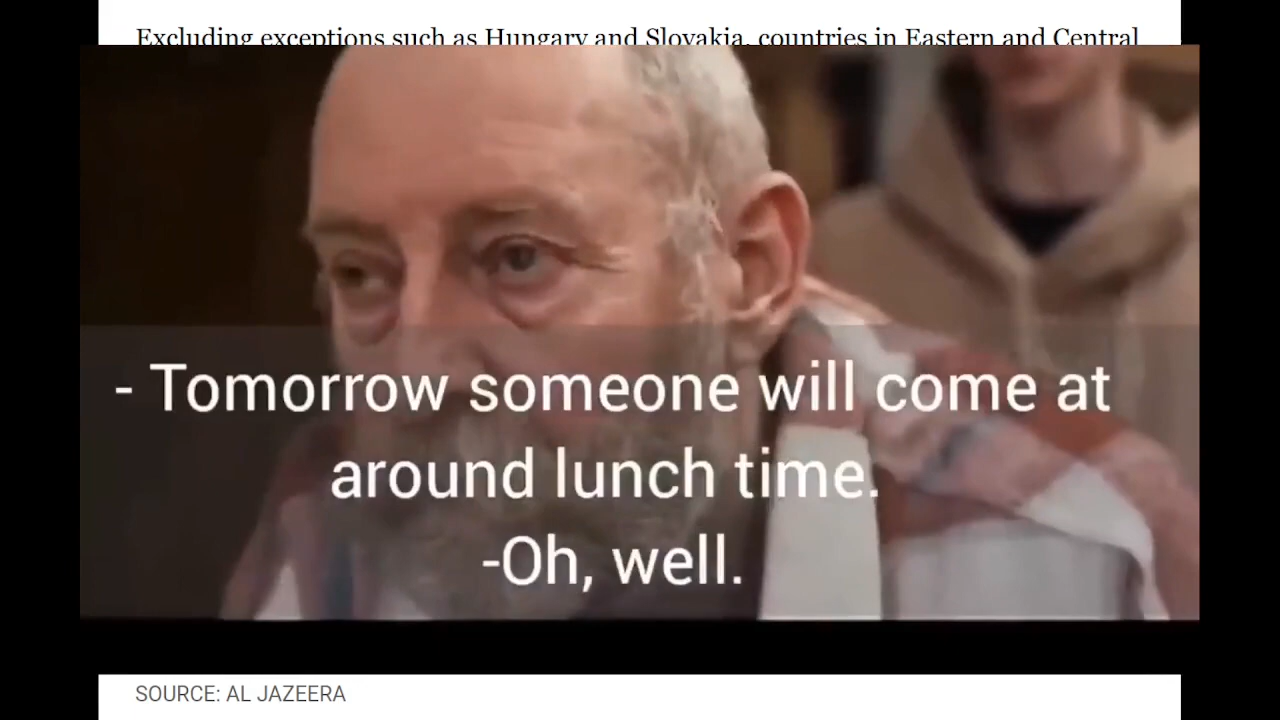 Excluding exceptions such as Hungary and Slovakia, countries in Eastern and Central
- Tomorrow someone will come at
around lunch time.
-Oh, well.
SOURCE: AL JAZEERA